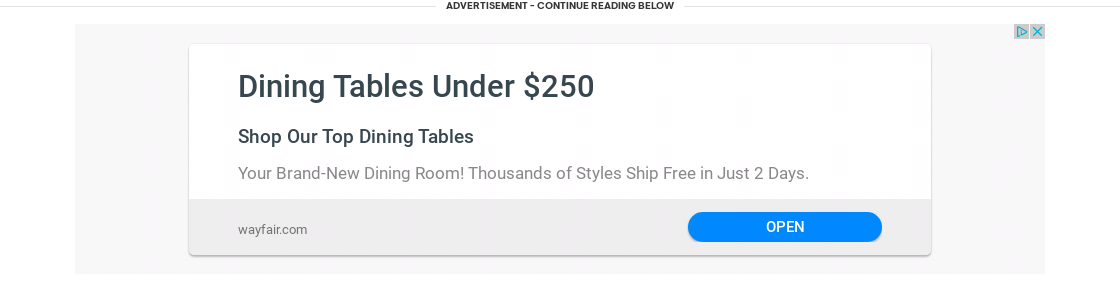 ADVERTISEMENT - CONTINUE READING BELOW
Dining Tables Under $250
Shop Our Top Dining Tables
Your Brand-New Dining Room! Thousands of Styles Ship Free in Just 2 Days.
wayfair.com
OPEN